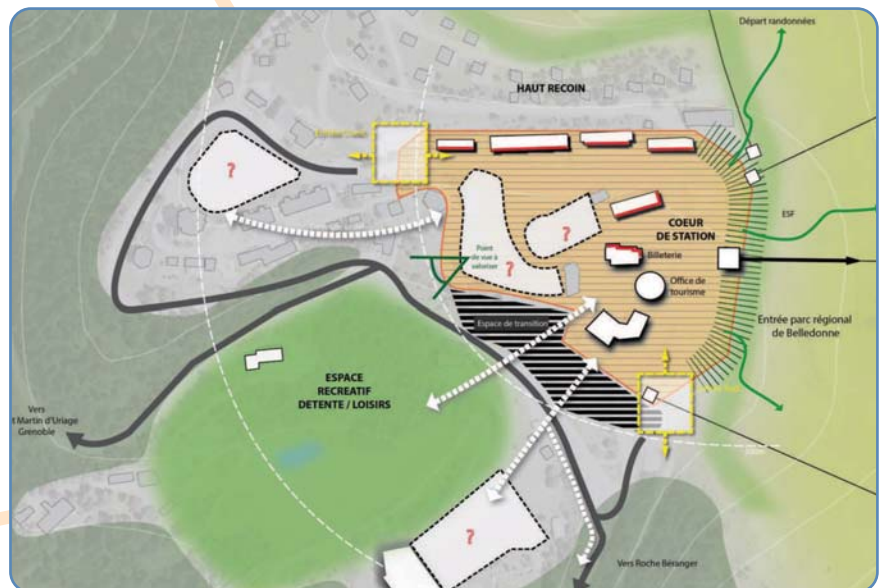 Départ randonnées
HAUT RECOIN
?
ESF
COEUR
DE STATION
?
Point
de vue à
valoriser
?
Billeterie
Office de
tourisme
Entrée parc régional
de Belledonne
Espace de transition
ESPACE
RECREATIF
DETENTE / LOISIRS
Vers
t Martin d'Uriage
Grenoble
?
Vers Roche Béranger